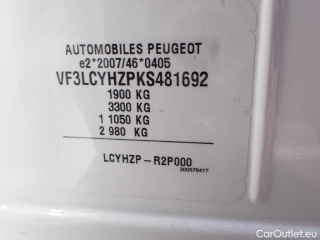 AUTOMOBILES PEUGEOT
e2*2007/46*0405
VF3LCYHZPKS481692
1900 KG
3300 KG
1 1050 KG
2 980 KG
LCYHZP-R2P000
200576417
CarOutlet.eu